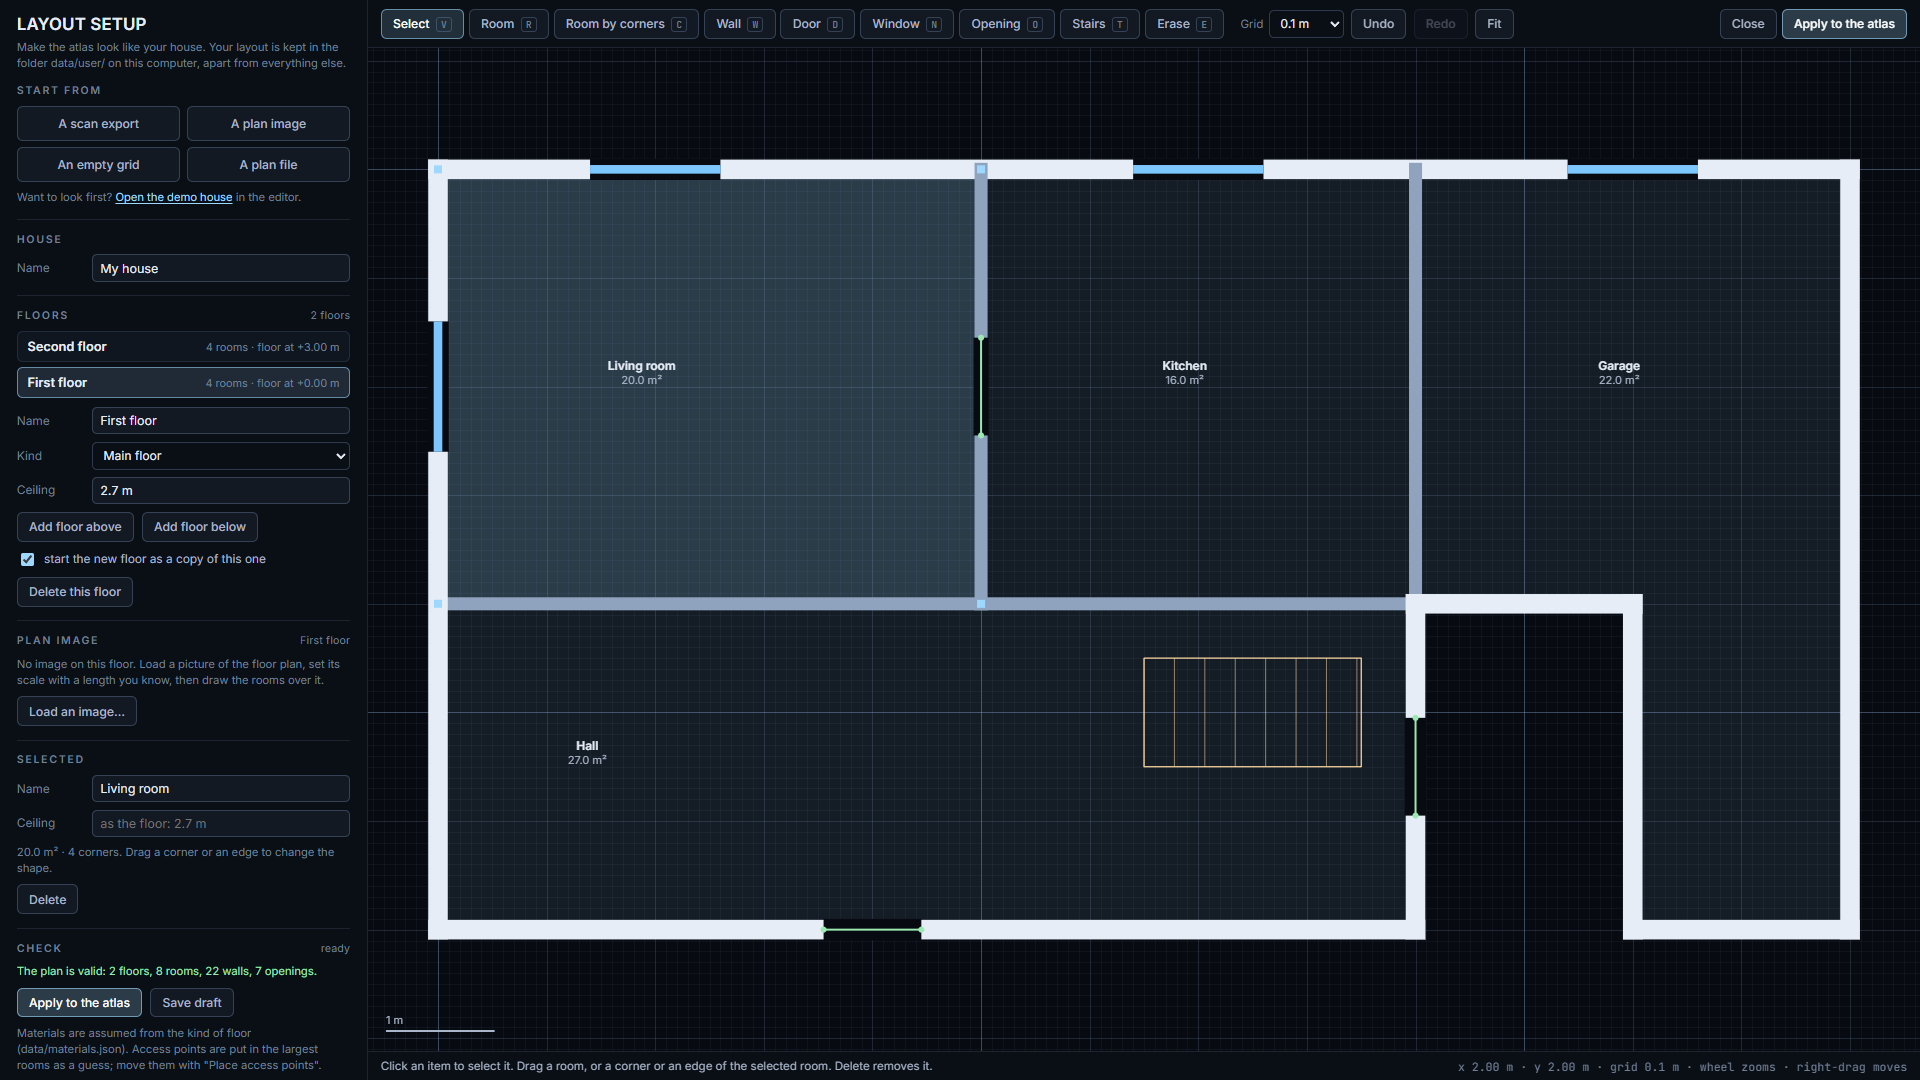 LAYOUT SETUP
Make the atlas look like your house. Your layout is kept in the
folder data/user/ on this computer, apart from everything else.
START FROM
A scan export
A plan image
An empty grid
A plan file
Want to look first? Open the demo house in the editor.
HOUSE
Name
My house
FLOORS
2 floors
Second floor
4 rooms · floor at +3.00 m
First floor
4 rooms · floor at +0.00 m
Name
First floor
Kind
Main floor
Ceiling
2.7 m
Add floor above
Add floor below
start the new floor as a copy of this one
Delete this floor
PLAN IMAGE
First floor
No image on this floor. Load a picture of the floor plan, set its
scale with a length you know, then draw the rooms over it.
Load an image...
SELECTED
Name
Living room
Ceiling
as the floor: 2.7 m
20.0 m² · 4 corners. Drag a corner or an edge to change the
shape.
Delete
CHECK
ready
The plan is valid: 2 floors, 8 rooms, 22 walls, 7 openings.
Apply to the atlas
Save draft
Materials are assumed from the kind of floor
(data/materials.json). Access points are put in the largest
rooms as a guess; move them with "Place access points".
Select V
Room R
Room by corners C
Wall W
Door D
Window N
Opening O
Stairs T
Erase E
Grid
0.1 m
Undo
Redo
Fit
Close
Apply to the atlas
Living room
20.0 m²
Kitchen
16.0 m²
Garage
22.0 m²
Hall
27.0 m²
1 m
Click an item to select it. Drag a room, or a corner or an edge of the selected room. Delete removes it.
x 2.00 m · y 2.00 m · grid 0.1 m · wheel zooms · right-drag moves